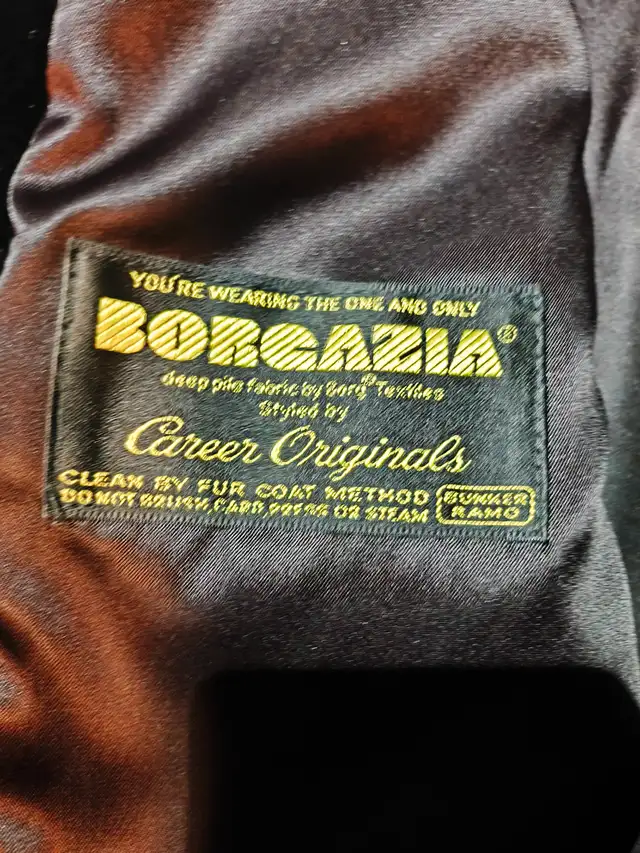 YOU'RE WEARING THE ONE AND ONLY
BORGAZIA®
deep pile fabric by Borg® Textiles
Styled by
Career Originals
CLEAN BY FUR COAT METHOD
DO NOT BRUSH, CARD, PRESS OR STEAM
BUNKER
RAMO